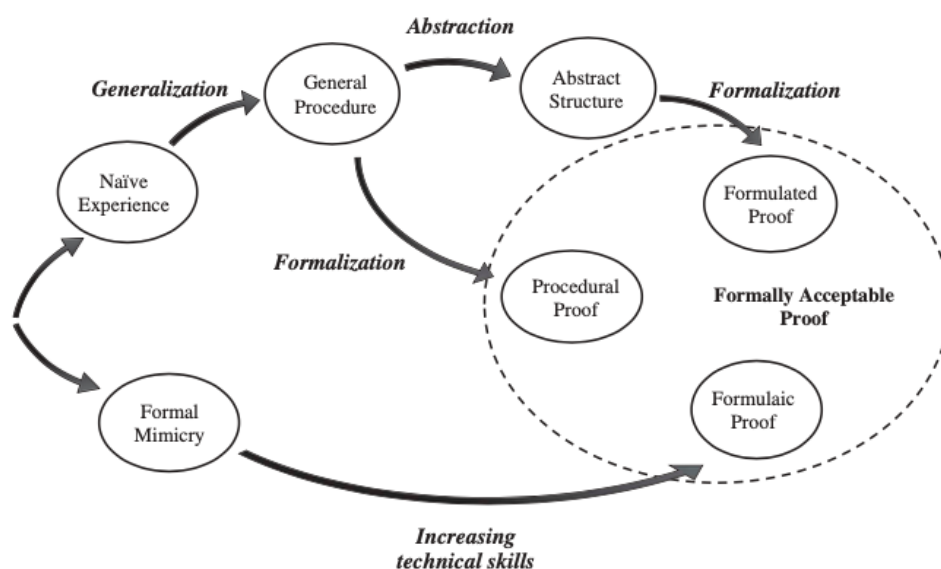 Abstraction
Generalization
General
Procedure
Abstract
Structure
Formalization
Naïve
Experience
Formulated
Proof
Formalization
Procedural
Proof
Formally Acceptable
Proof
Formal
Mimicry
Formulaic
Proof
Increasing
technical skills